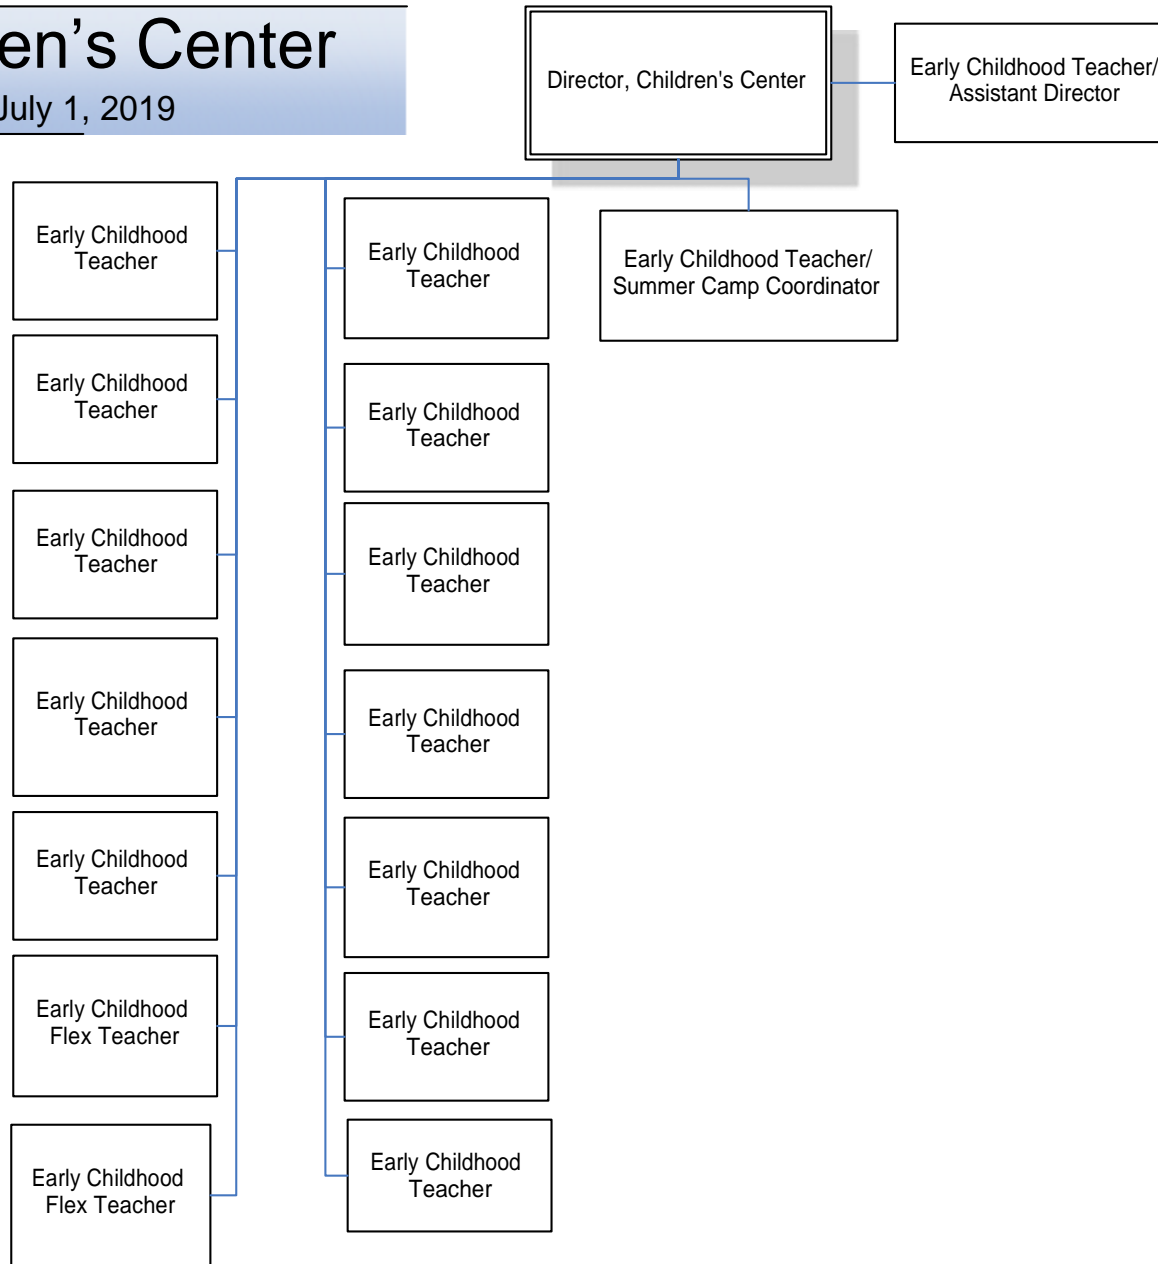 en's Center
July 1, 2019
Director, Children's Center
Early Childhood Teacher/
Assistant Director
Early Childhood
Teacher
Early Childhood
Teacher
Early Childhood Teacher/
Summer Camp Coordinator
Early Childhood
Teacher
Early Childhood
Teacher
Early Childhood
Teacher
Early Childhood
Teacher
Early Childhood
Teacher
Early Childhood
Teacher
Early Childhood
Teacher
Early Childhood
Teacher
Early Childhood
Flex Teacher
Early Childhood
Teacher
Early Childhood
Flex Teacher
Early Childhood
Teacher